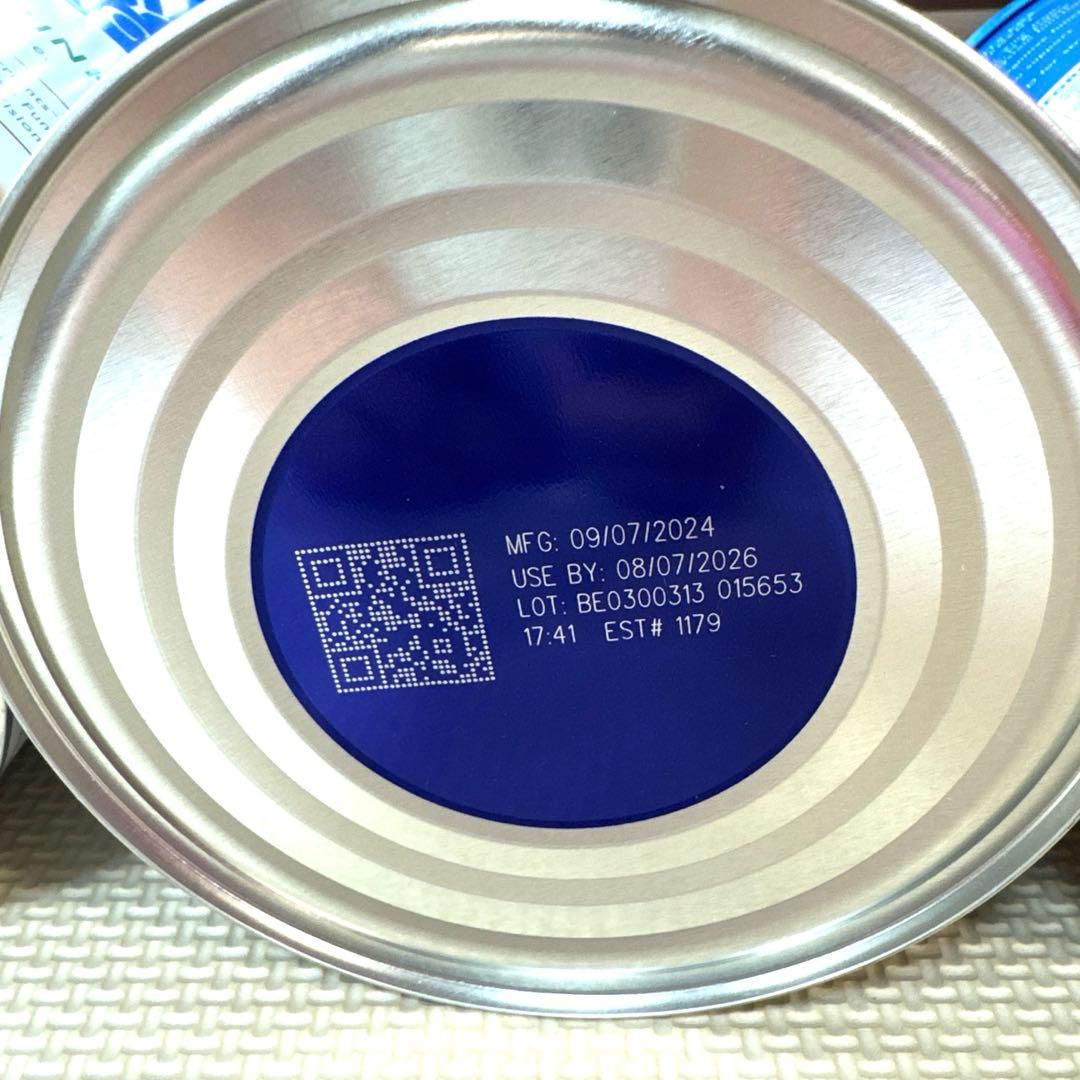 MFG: 09/07/2024
USE BY: 08/07/2026
LOT: BE0300313 015653
17:41 EST# 1179